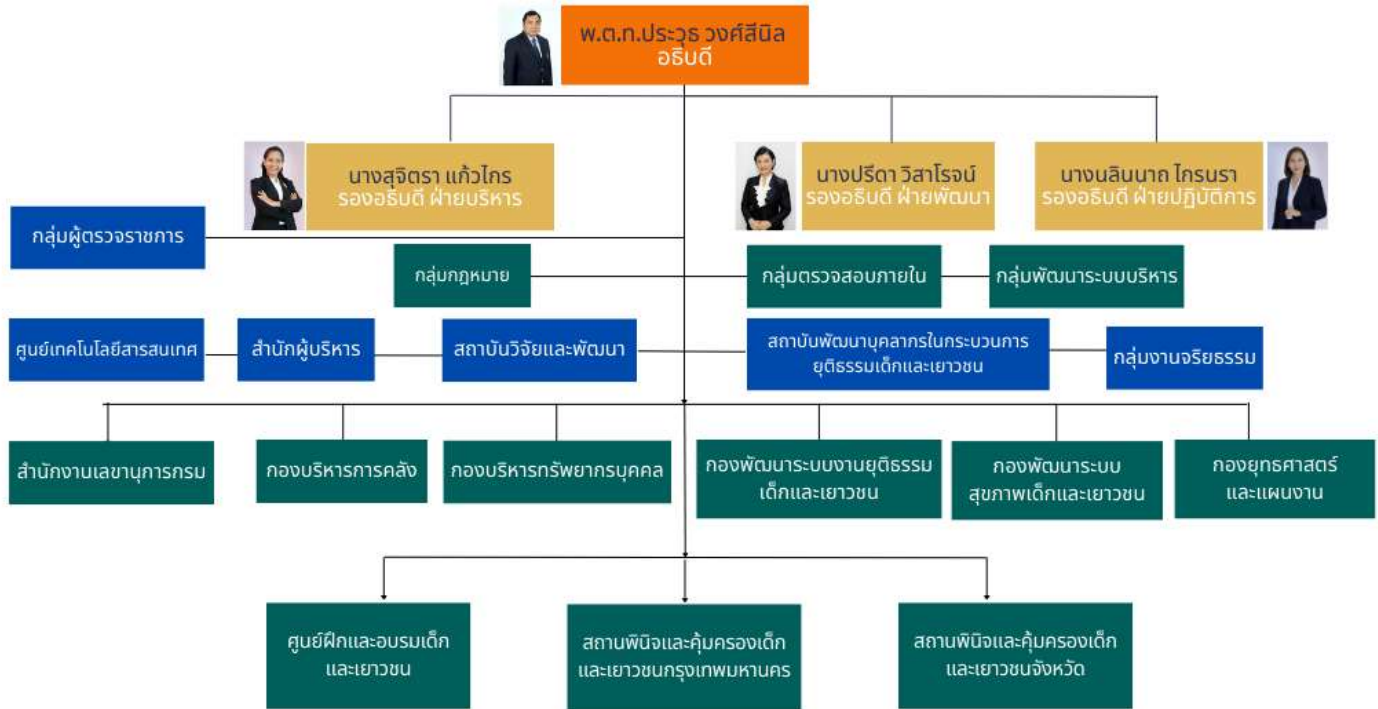 พ.ต.ท.ประวุธ วงศ์สีนิล
อธิบดี
นางสุจิตรา แก้วไกร
รองอธิบดี ฝ่ายบริหาร
นางปรีดา วิสาโรจน์
รองอธิบดี ฝ่ายพัฒนา
นางนลินนาถ ไกรนรา
รองอธิบดี ฝ่ายปฏิบัติการ
กลุ่มผู้ตรวจราชการ
กลุ่มกฎหมาย
กลุ่มตรวจสอบภายใน
กลุ่มพัฒนาระบบบริหาร
ศูนย์เทคโนโลยีสารสนเทศ
สำนักผู้บริหาร
สถาบันวิจัยและพัฒนา
สถาบันพัฒนาบุคลากรในกระบวนการ
ยุติธรรมเด็กและเยาวชน
กลุ่มงานจริยธรรม
สำนักงานเลขานุการกรม
กองบริหารการคลัง
กองบริหารทรัพยากรบุคคล
กองพัฒนาระบบงานยุติธรรม
เด็กและเยาวชน
กองพัฒนาระบบ
สุขภาพเด็กและเยาวชน
กองยุทธศาสตร์
และแผนงาน
ศูนย์ฝึกและอบรมเด็ก
และเยาวชน
สถานพินิจและคุ้มครองเด็ก
และเยาวชนกรุงเทพมหานคร
สถานพินิจและคุ้มครองเด็ก
และเยาวชนจังหวัด